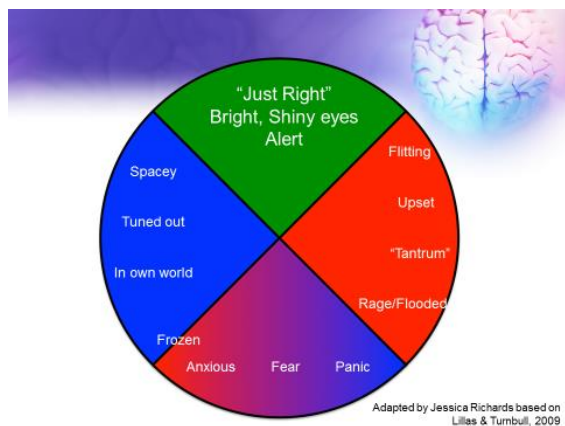 “Just Right”
Bright, Shiny eyes
Alert
Flitting
Upset
“Tantrum”
Rage/Flooded
Spacey
Tuned out
In own world
Frozen
Anxious
Fear
Panic
Adapted by Jessica Richards based on
Lillas & Turnbull, 2009